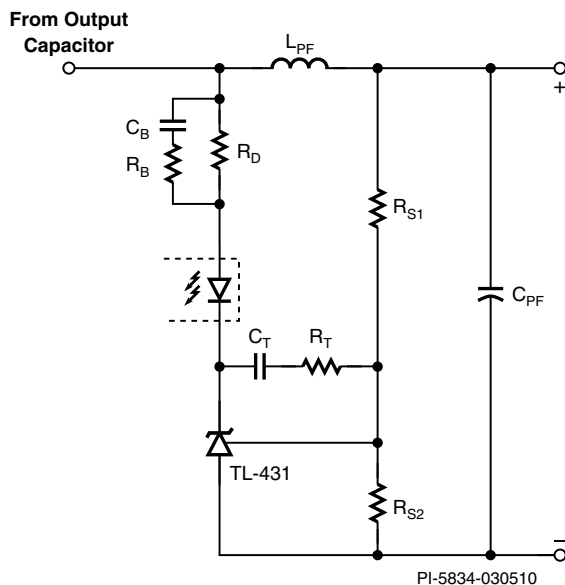 From Output
Capacitor
L_PF
+
C_B
R_B
R_D
R_S1
C_PF
C_T
R_T
TL-431
R_S2
–
PI-5834-030510